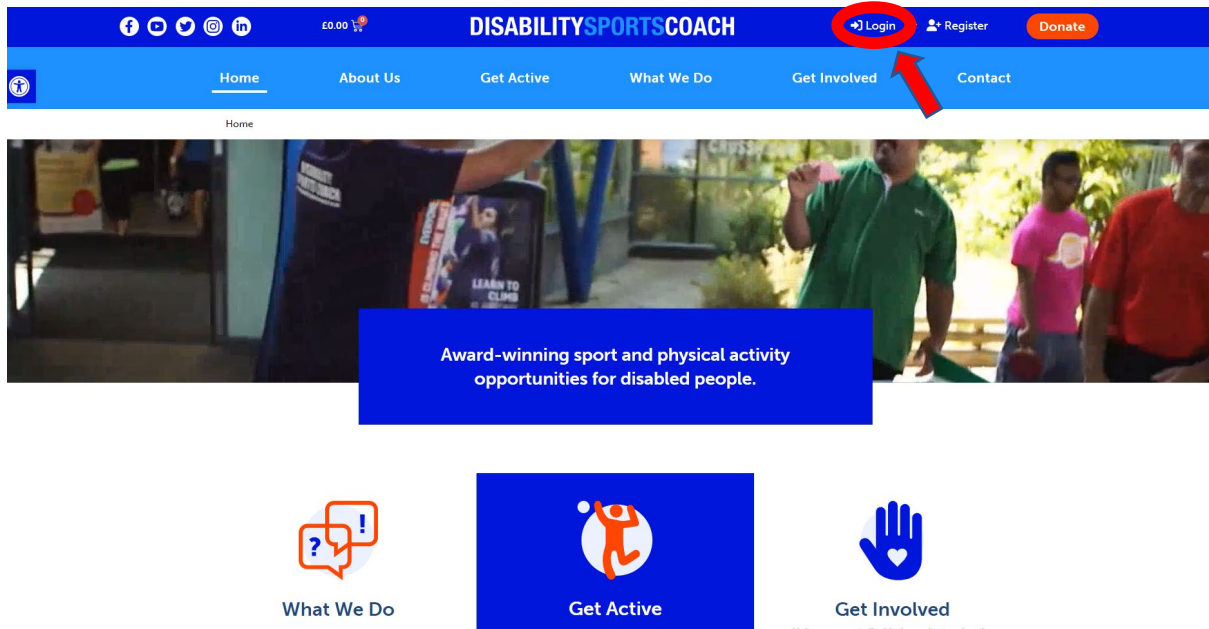 £0.00 0
DISABILITYSPORTSCOACH
Login
Register
Donate
Home
About Us
Get Active
What We Do
Get Involved
Contact
Home
LEARN TO
CLIMB
Award-winning sport and physical activity
opportunities for disabled people.
! ?
What We Do
Get Active
Get Involved